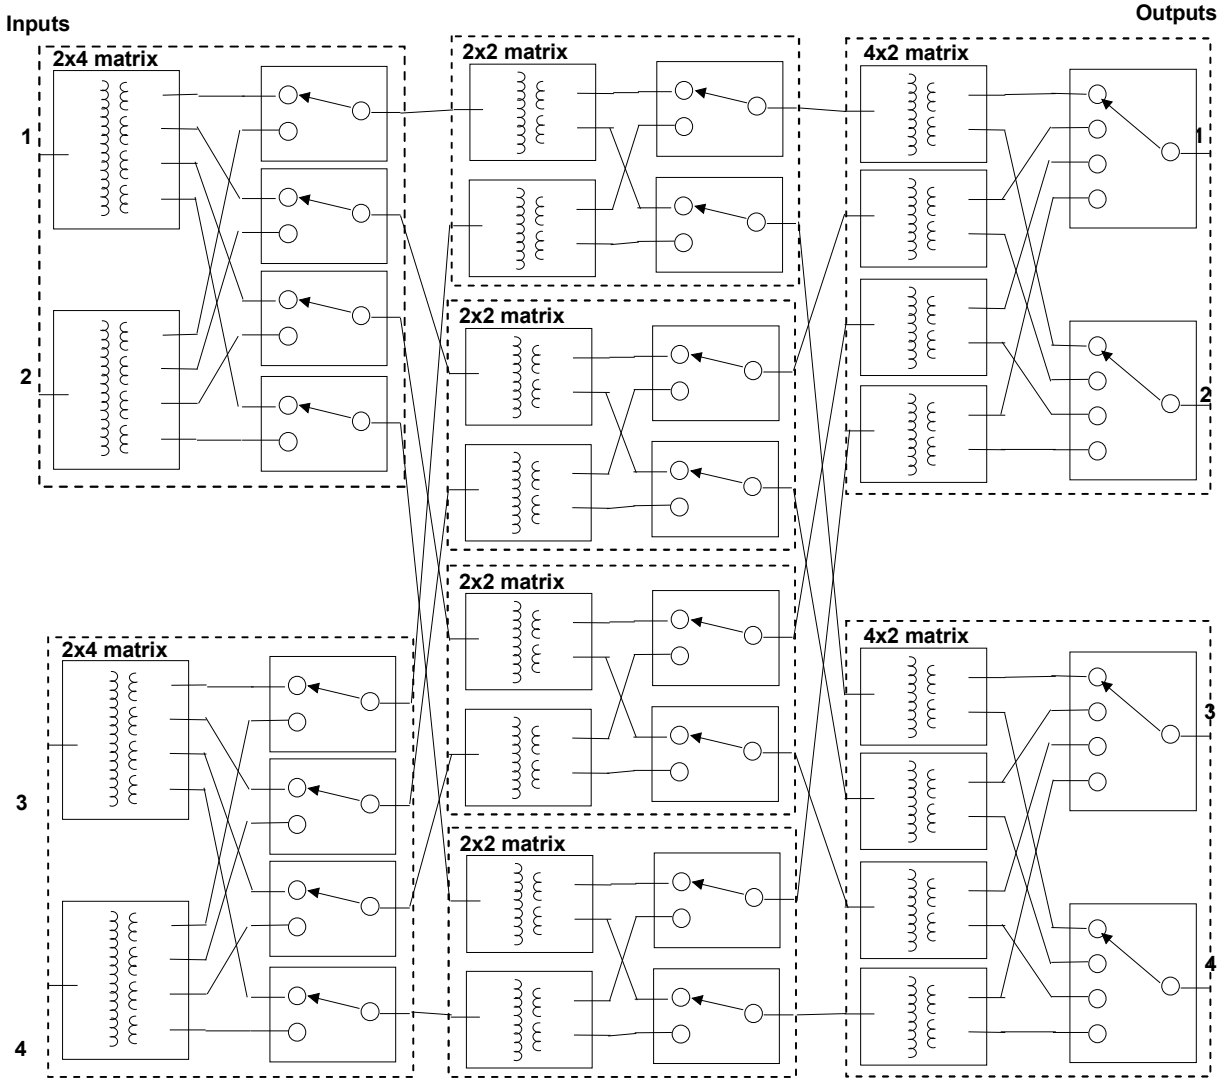 Inputs
Outputs
2x4 matrix
2x2 matrix
4x2 matrix
1
1
2x2 matrix
2
2
2x2 matrix
2x4 matrix
4x2 matrix
3
3
2x2 matrix
4
4